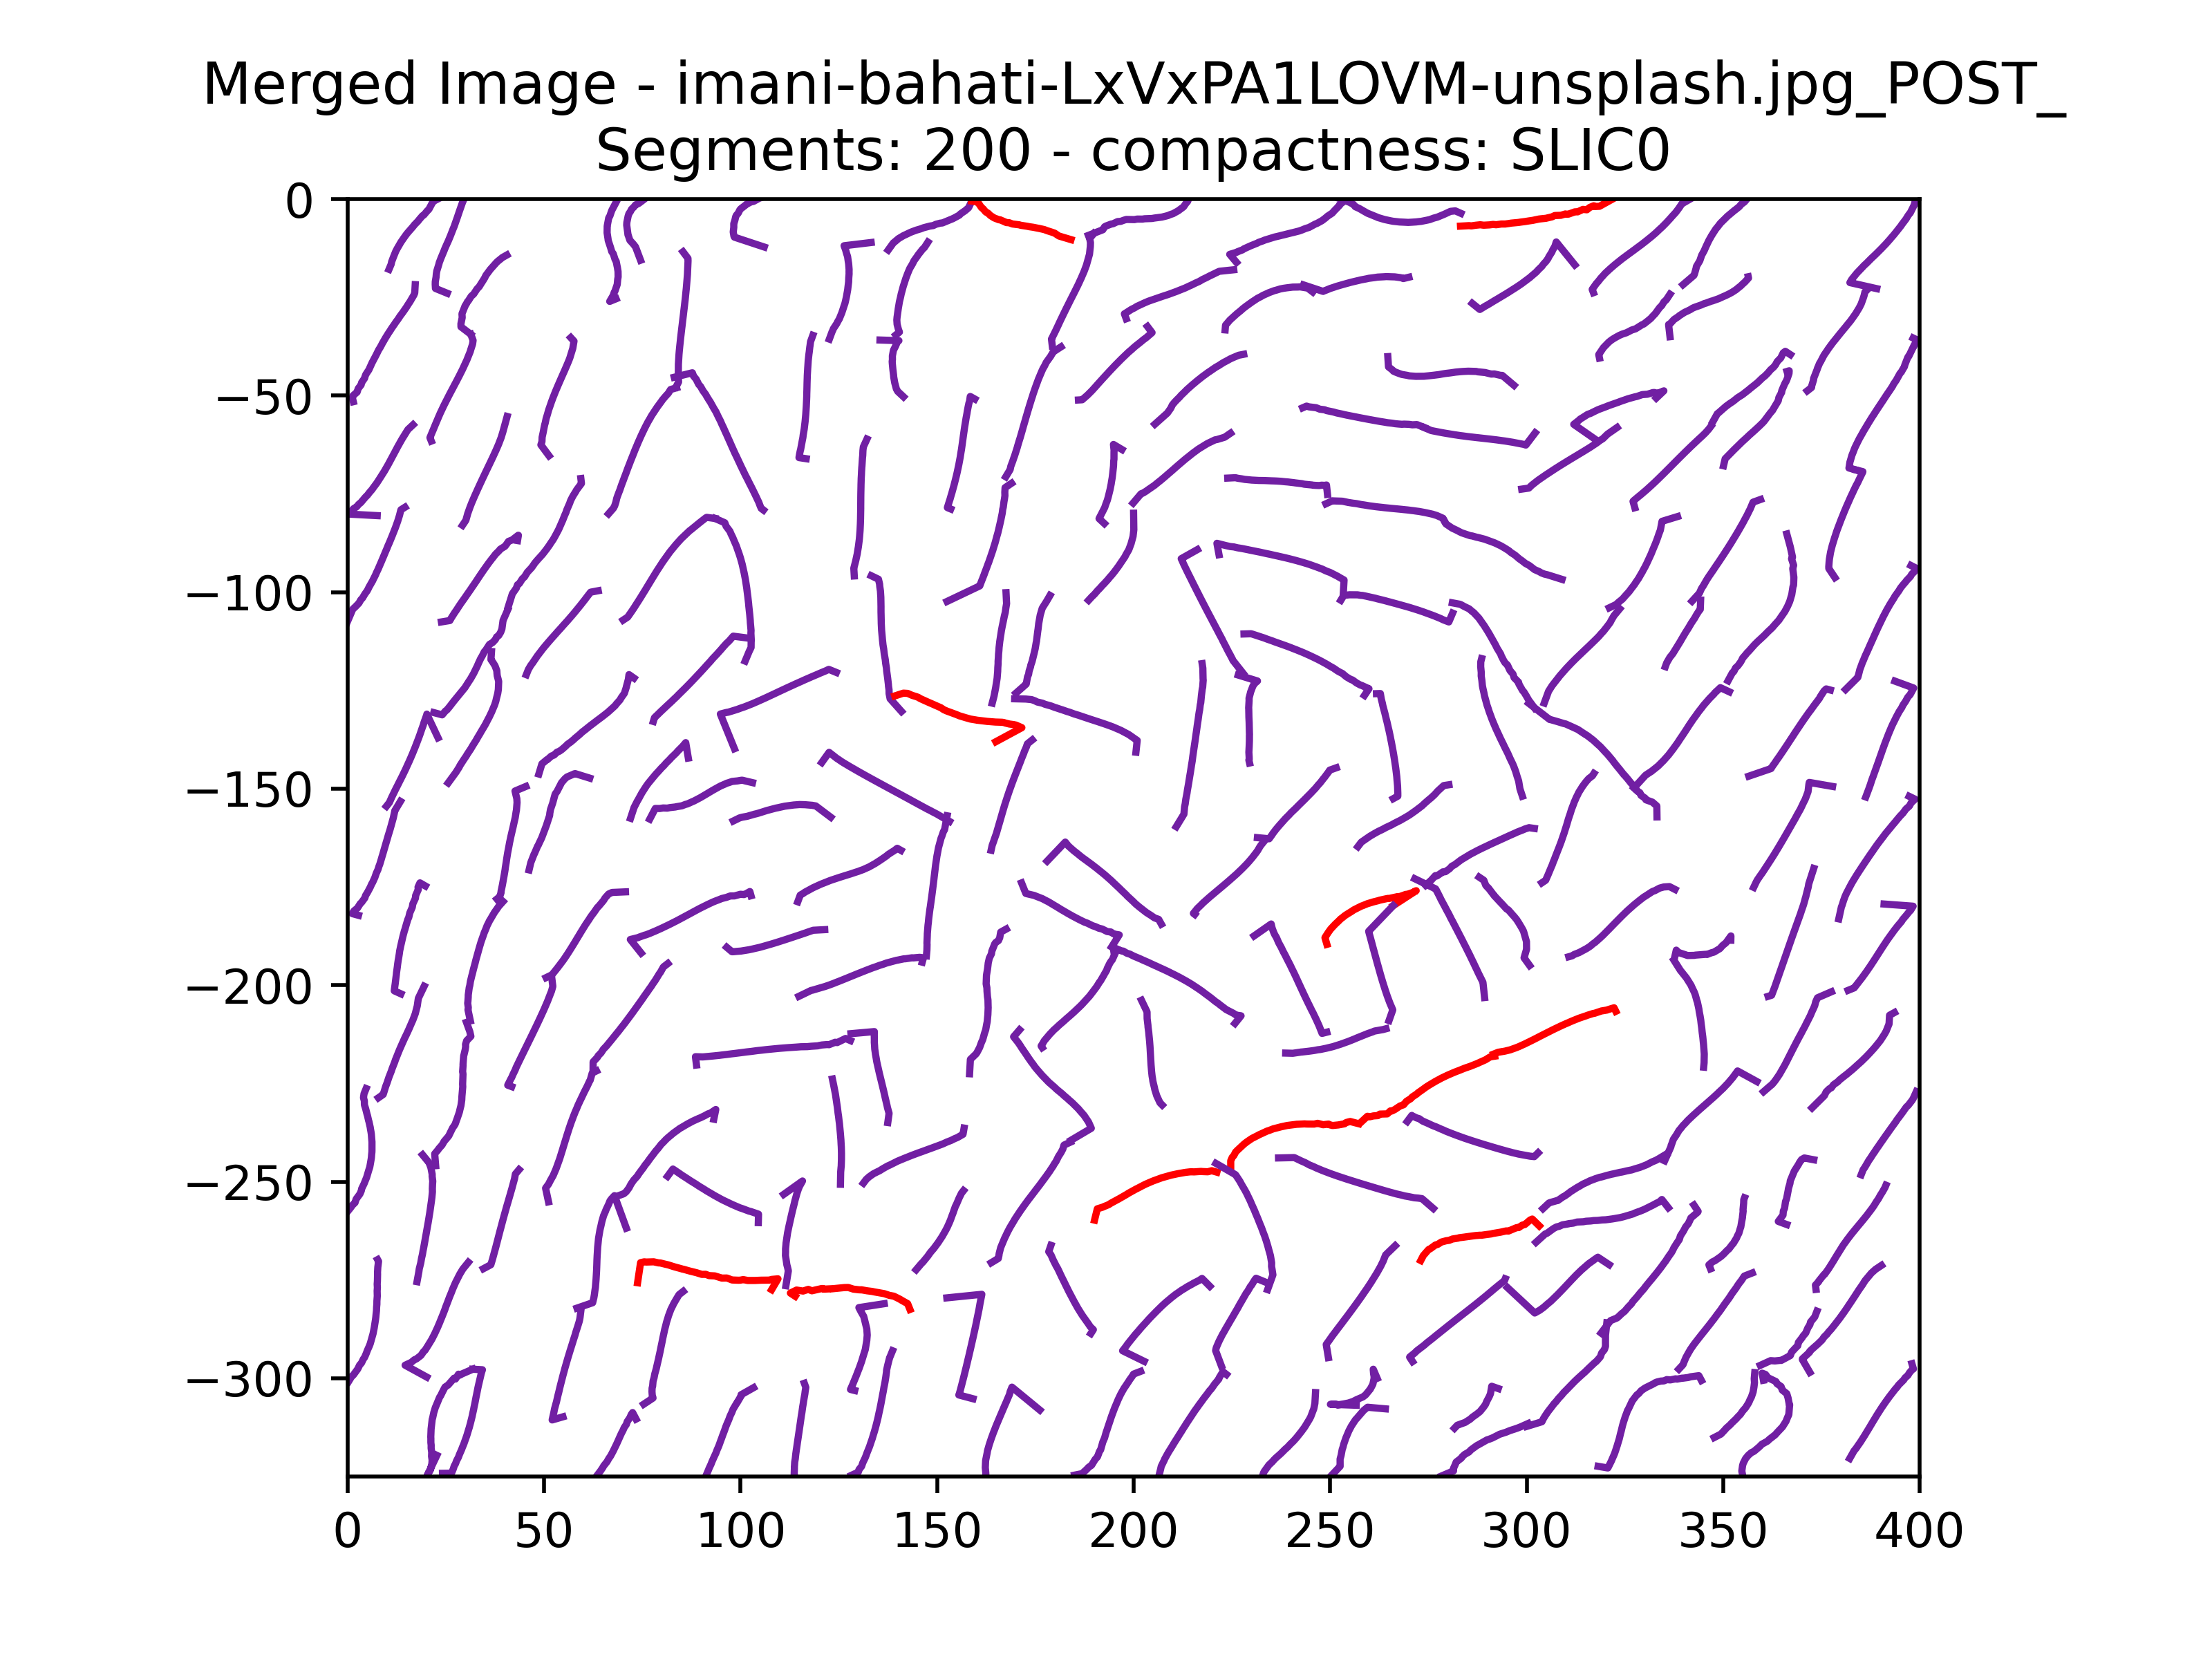 Merged Image - imani-bahati-LxVxPA1LOVM-unsplash.jpg_POST_
Segments: 200 - compactness: SLIC0
0
−50
−100
−150
−200
−250
−300
0 50 100 150 200 250 300 350 400